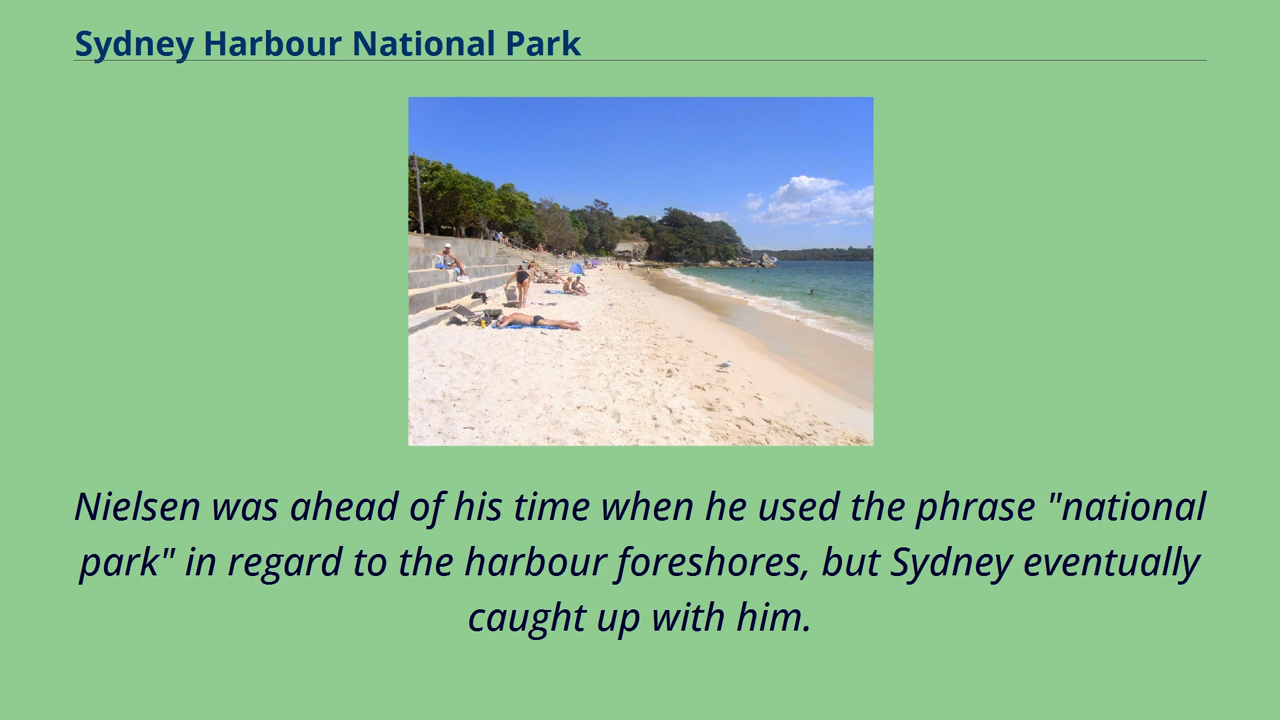 Sydney Harbour National Park
Nielsen was ahead of his time when he used the phrase "national
park" in regard to the harbour foreshores, but Sydney eventually
caught up with him.